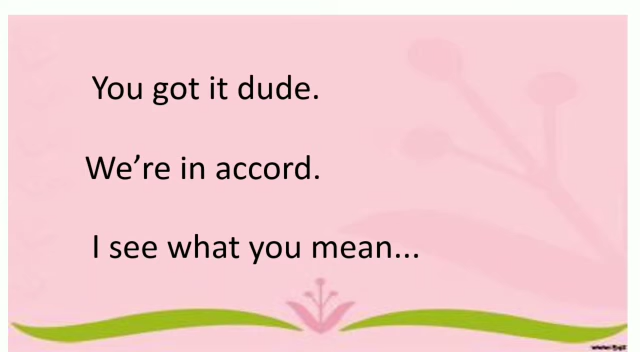 You got it dude.
We’re in accord.
I see what you mean...